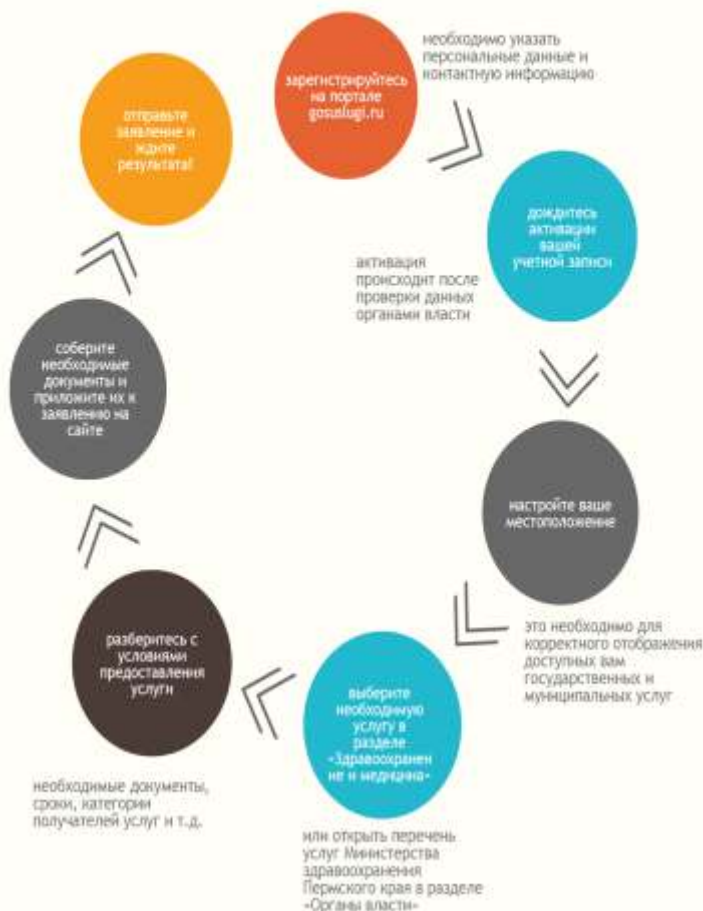 зарегистрируйтесь
на портале
gosuslugi.ru
необходимо указать
персональные данные и
контактную информацию
дождитесь
активации
вашей
учетной записи
активация
происходит после
проверки данных
органами власти
настройте ваше
местоположение
это необходимо для
корректного отображения
доступных вам
государственных и
муниципальных услуг
выберите
необходимую
услугу в
разделе
«Здравоохранен
ие и медицина»
или открыть перечень
услуг Министерства
здравоохранения
Пермского края в разделе
«Органы власти»
разберитесь с
условиями
предоставления
услуги
необходимые документы,
сроки, категории
получателей услуг и т.д.
соберите
необходимые
документы и
приложите их к
заявлению на
сайте
отправьте
заявление и
ждите
результата!